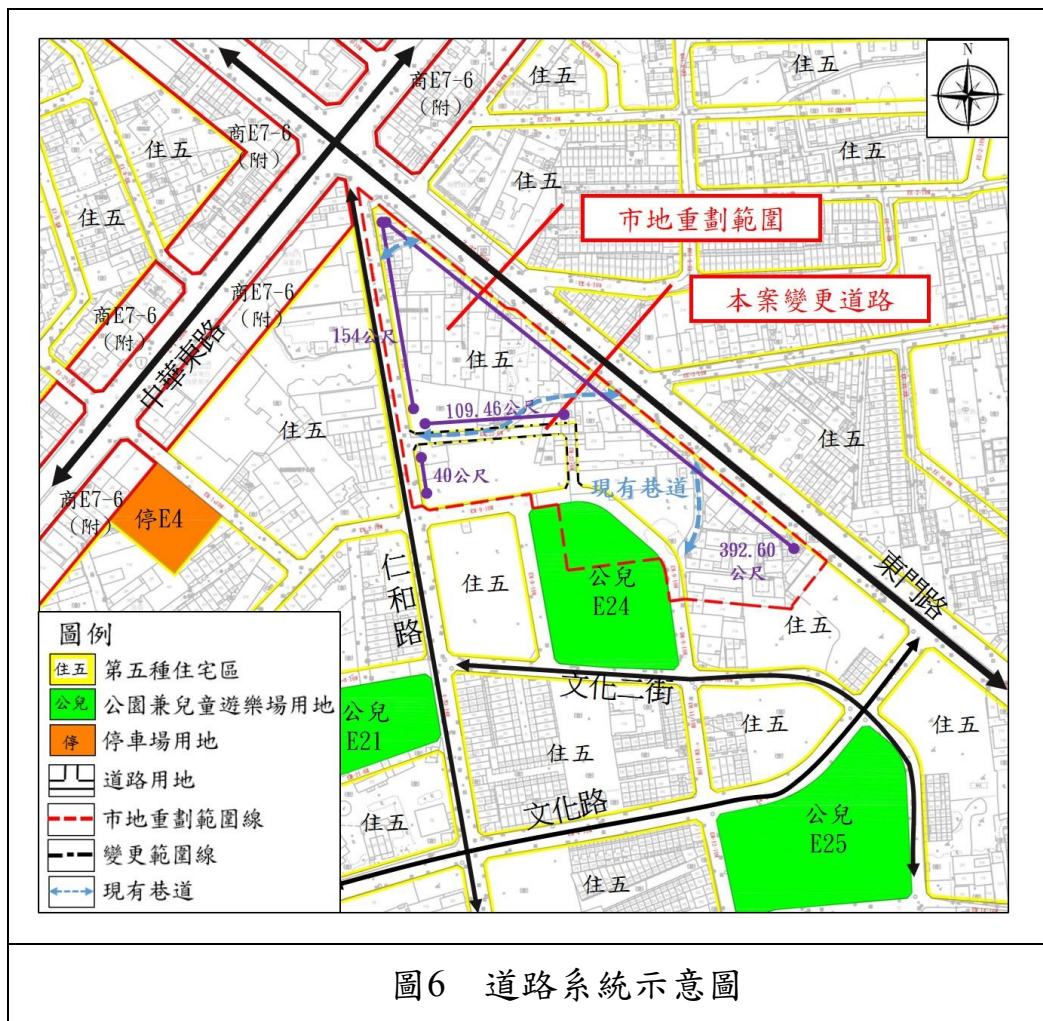 N
住五
商E7-6
(附)
商E7-6
(附)
住五
住五
住五
住五
市地重劃範圍
住五
商E7-6
(附)
本案變更道路
商E7-6
(附)
中華東路
154公尺
住五
109.46公尺
住五
住五
40公尺
現有巷道
商E7-6
(附)
停E4
392.60
公尺
東門路
仁和路
住五
公兒
E24
住五
文化二街
公兒
E21
住五
住五
住五
文化路
住五
公兒
E25
住五
圖例
住五 第五種住宅區
公兒 公園兼兒童遊樂場用地
停 停車場用地
道路用地
市地重劃範圍線
變更範圍線
現有巷道
圖6 道路系統示意圖